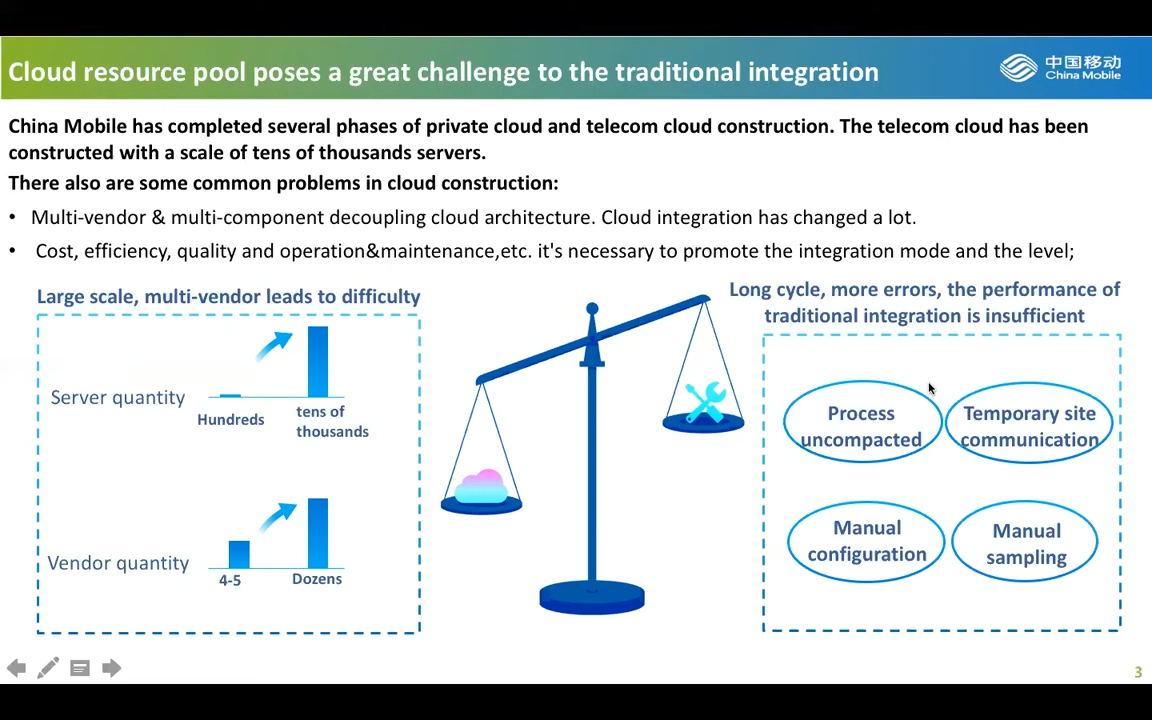 Cloud resource pool poses a great challenge to the traditional integration
中国移动
China Mobile
China Mobile has completed several phases of private cloud and telecom cloud construction. The telecom cloud has been
constructed with a scale of tens of thousands servers.
There also are some common problems in cloud construction:
• Multi-vendor & multi-component decoupling cloud architecture. Cloud integration has changed a lot.
• Cost, efficiency, quality and operation&maintenance,etc. it's necessary to promote the integration mode and the level;
Large scale, multi-vendor leads to difficulty
Server quantity
Hundreds
tens of
thousands
Vendor quantity
4-5
Dozens
Long cycle, more errors, the performance of
traditional integration is insufficient
Process
uncompacted
Temporary site
communication
Manual
configuration
Manual
sampling
3